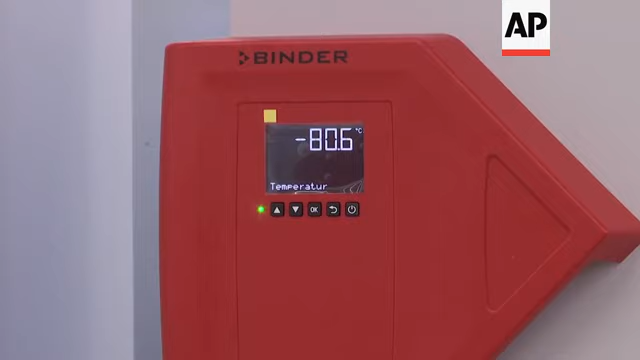 AP
BINDER
-80.6 °C
Temperatur
OK